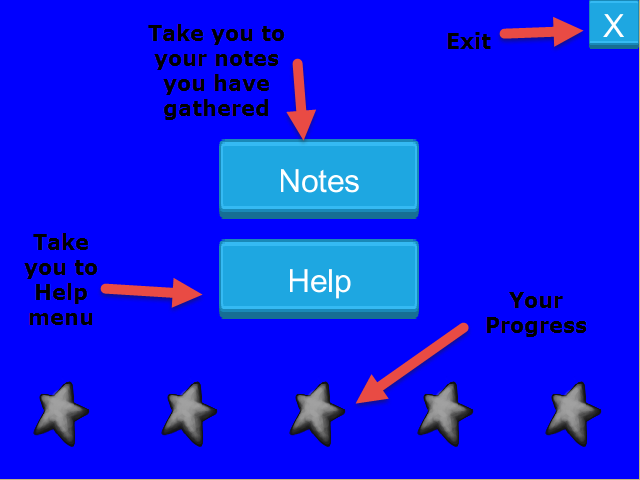 Take you to
your notes
you have
gathered
Exit
X
Notes
Take
you to
Help
menu
Help
Your
Progress